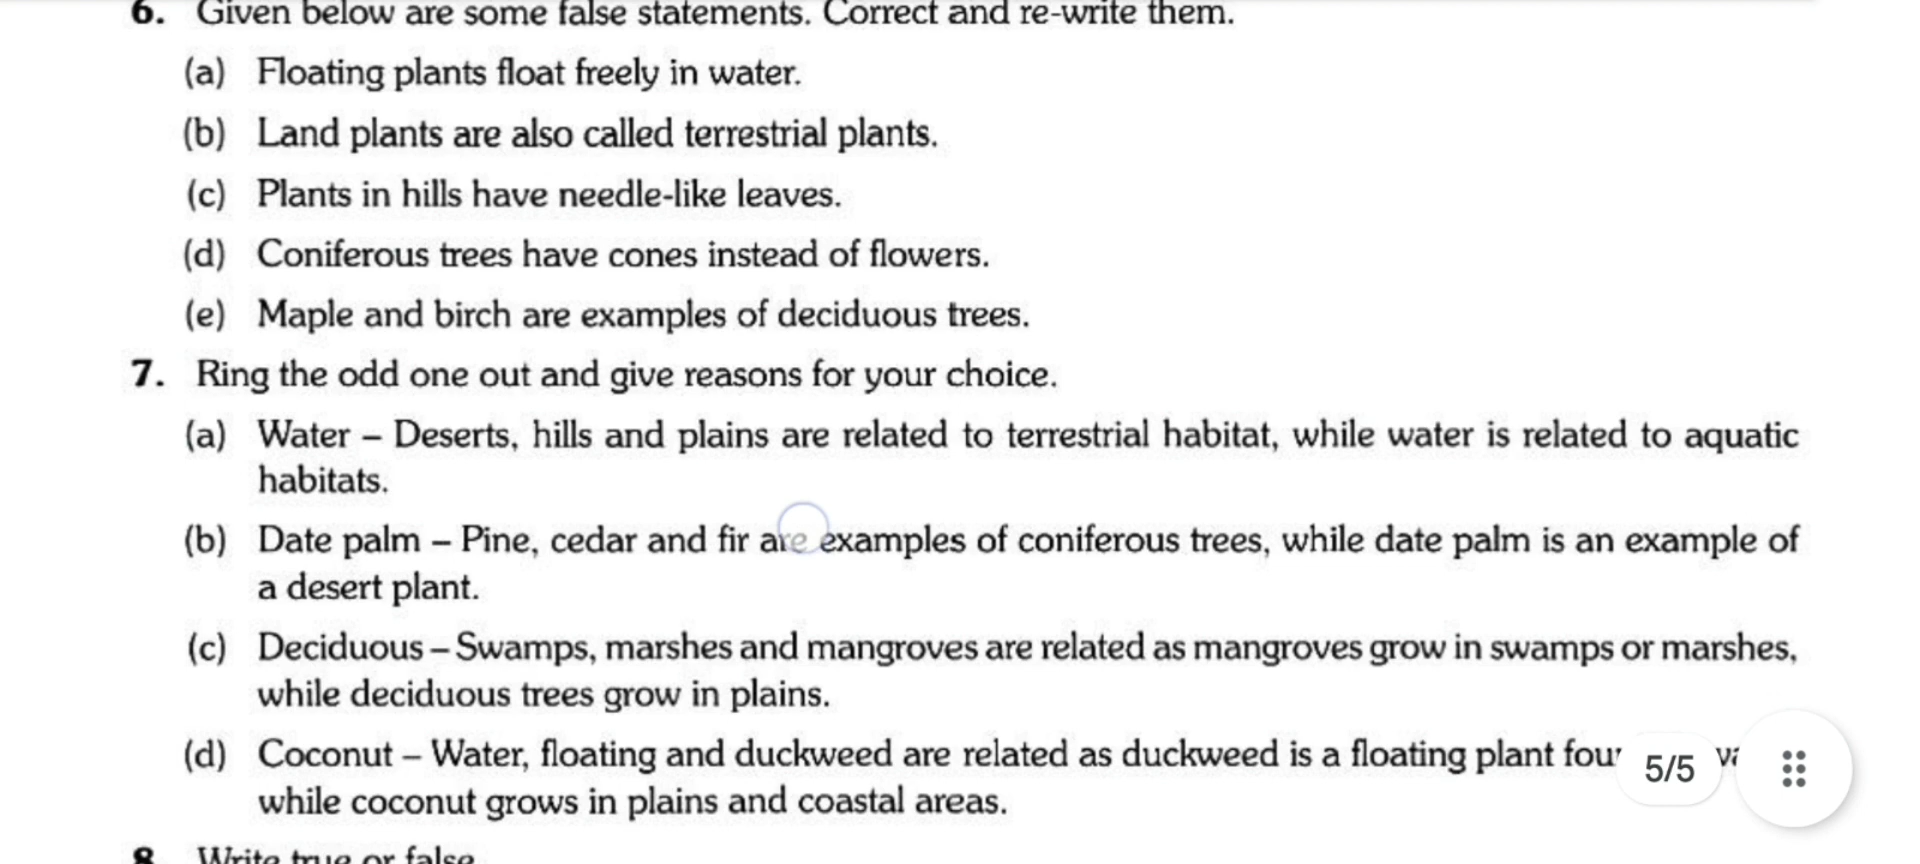 6. Given below are some false statements. Correct and re-write them.
(a) Floating plants float freely in water.
(b) Land plants are also called terrestrial plants.
(c) Plants in hills have needle-like leaves.
(d) Coniferous trees have cones instead of flowers.
(e) Maple and birch are examples of deciduous trees.
7. Ring the odd one out and give reasons for your choice.
(a) Water – Deserts, hills and plains are related to terrestrial habitat, while water is related to aquatic
habitats.
(b) Date palm – Pine, cedar and fir are examples of coniferous trees, while date palm is an example of
a desert plant.
(c) Deciduous – Swamps, marshes and mangroves are related as mangroves grow in swamps or marshes,
while deciduous trees grow in plains.
(d) Coconut – Water, floating and duckweed are related as duckweed is a floating plant
5/5
while coconut grows in plains and coastal areas.
8. Write true or false